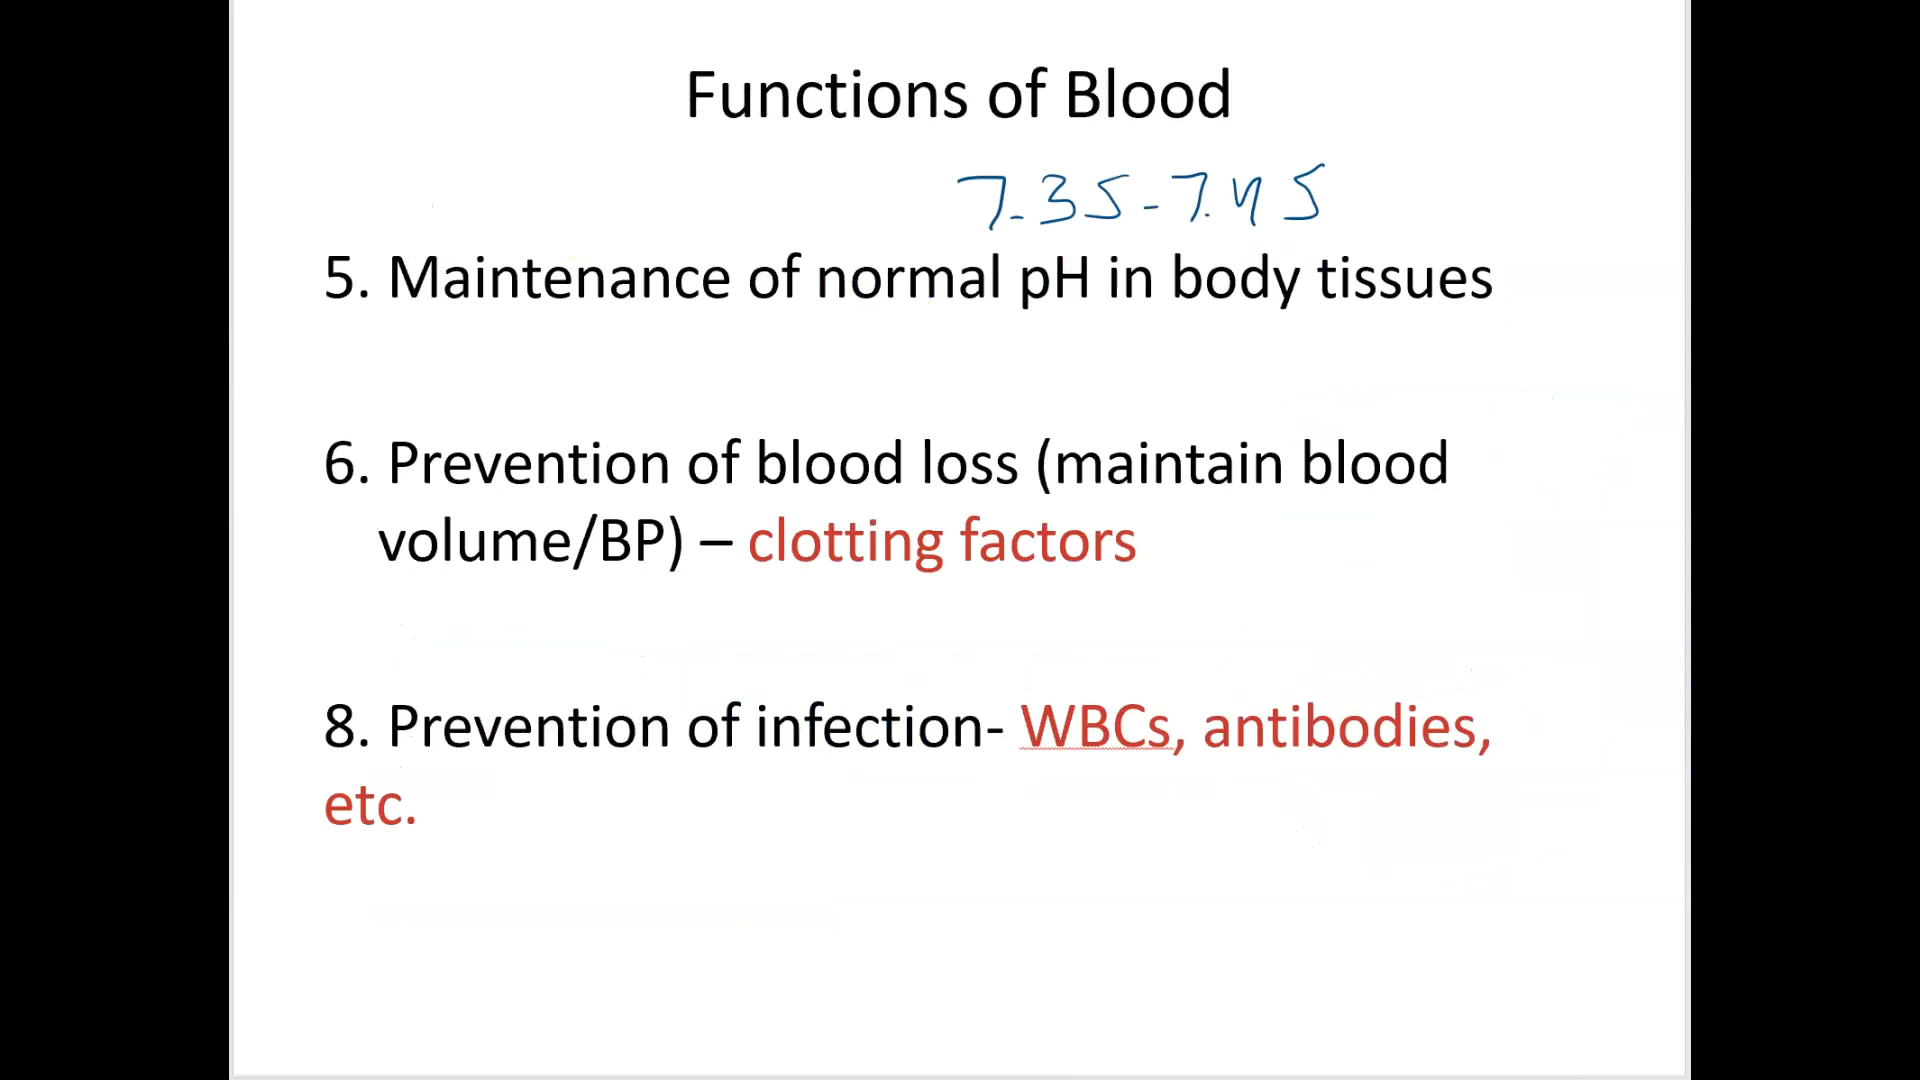 Functions of Blood
7.35-7.45
5. Maintenance of normal pH in body tissues
6. Prevention of blood loss (maintain blood
volume/BP) – clotting factors
8. Prevention of infection- WBCs, antibodies,
etc.